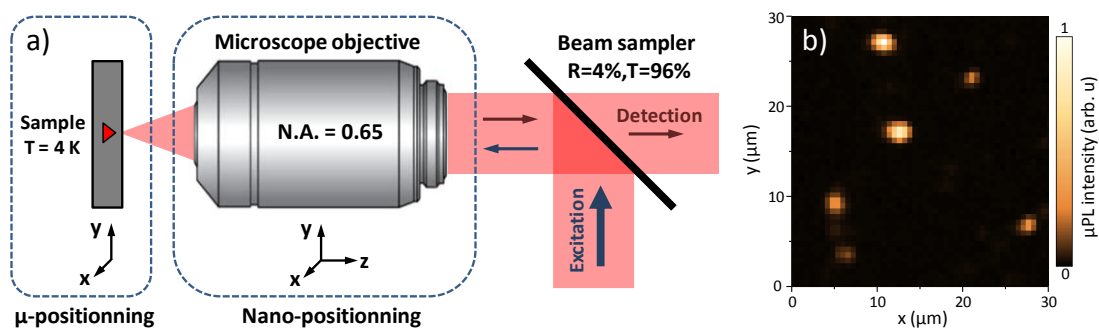 a)
Microscope objective
Beam sampler
R=4%,T=96%
Sample
T = 4 K
N.A. = 0.65
Detection
Excitation
y
x
y
x
z
µ-positionning
Nano-positionning
b)
30
20
10
0
y (µm)
0
10
20
30
x (µm)
1
0
µPL intensity (arb. u)